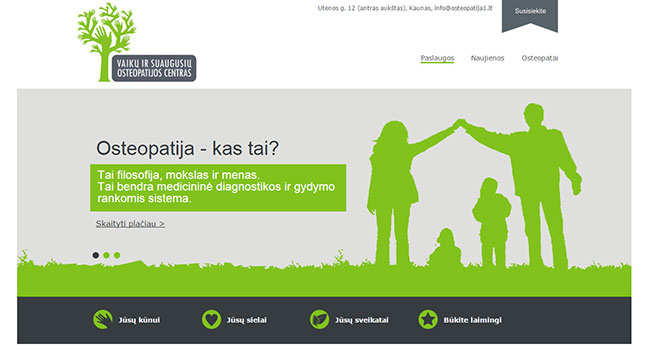 Utenos g. 12 (antras aukštas), Kaunas, info@osteopatija1.lt
Susisiekite
VAIKŲ IR SUAUGUSIŲ
OSTEOPATIJOS CENTRAS
Paslaugos Naujienos Osteopatai
Osteopatija - kas tai?
Tai filosofija, mokslas ir menas.
Tai bendra medicininė diagnostikos ir gydymo
rankomis sistema.
Skaityti plačiau >
Jūsų kūnui Jūsų sielai Jūsų sveikatai Būkite laimingi